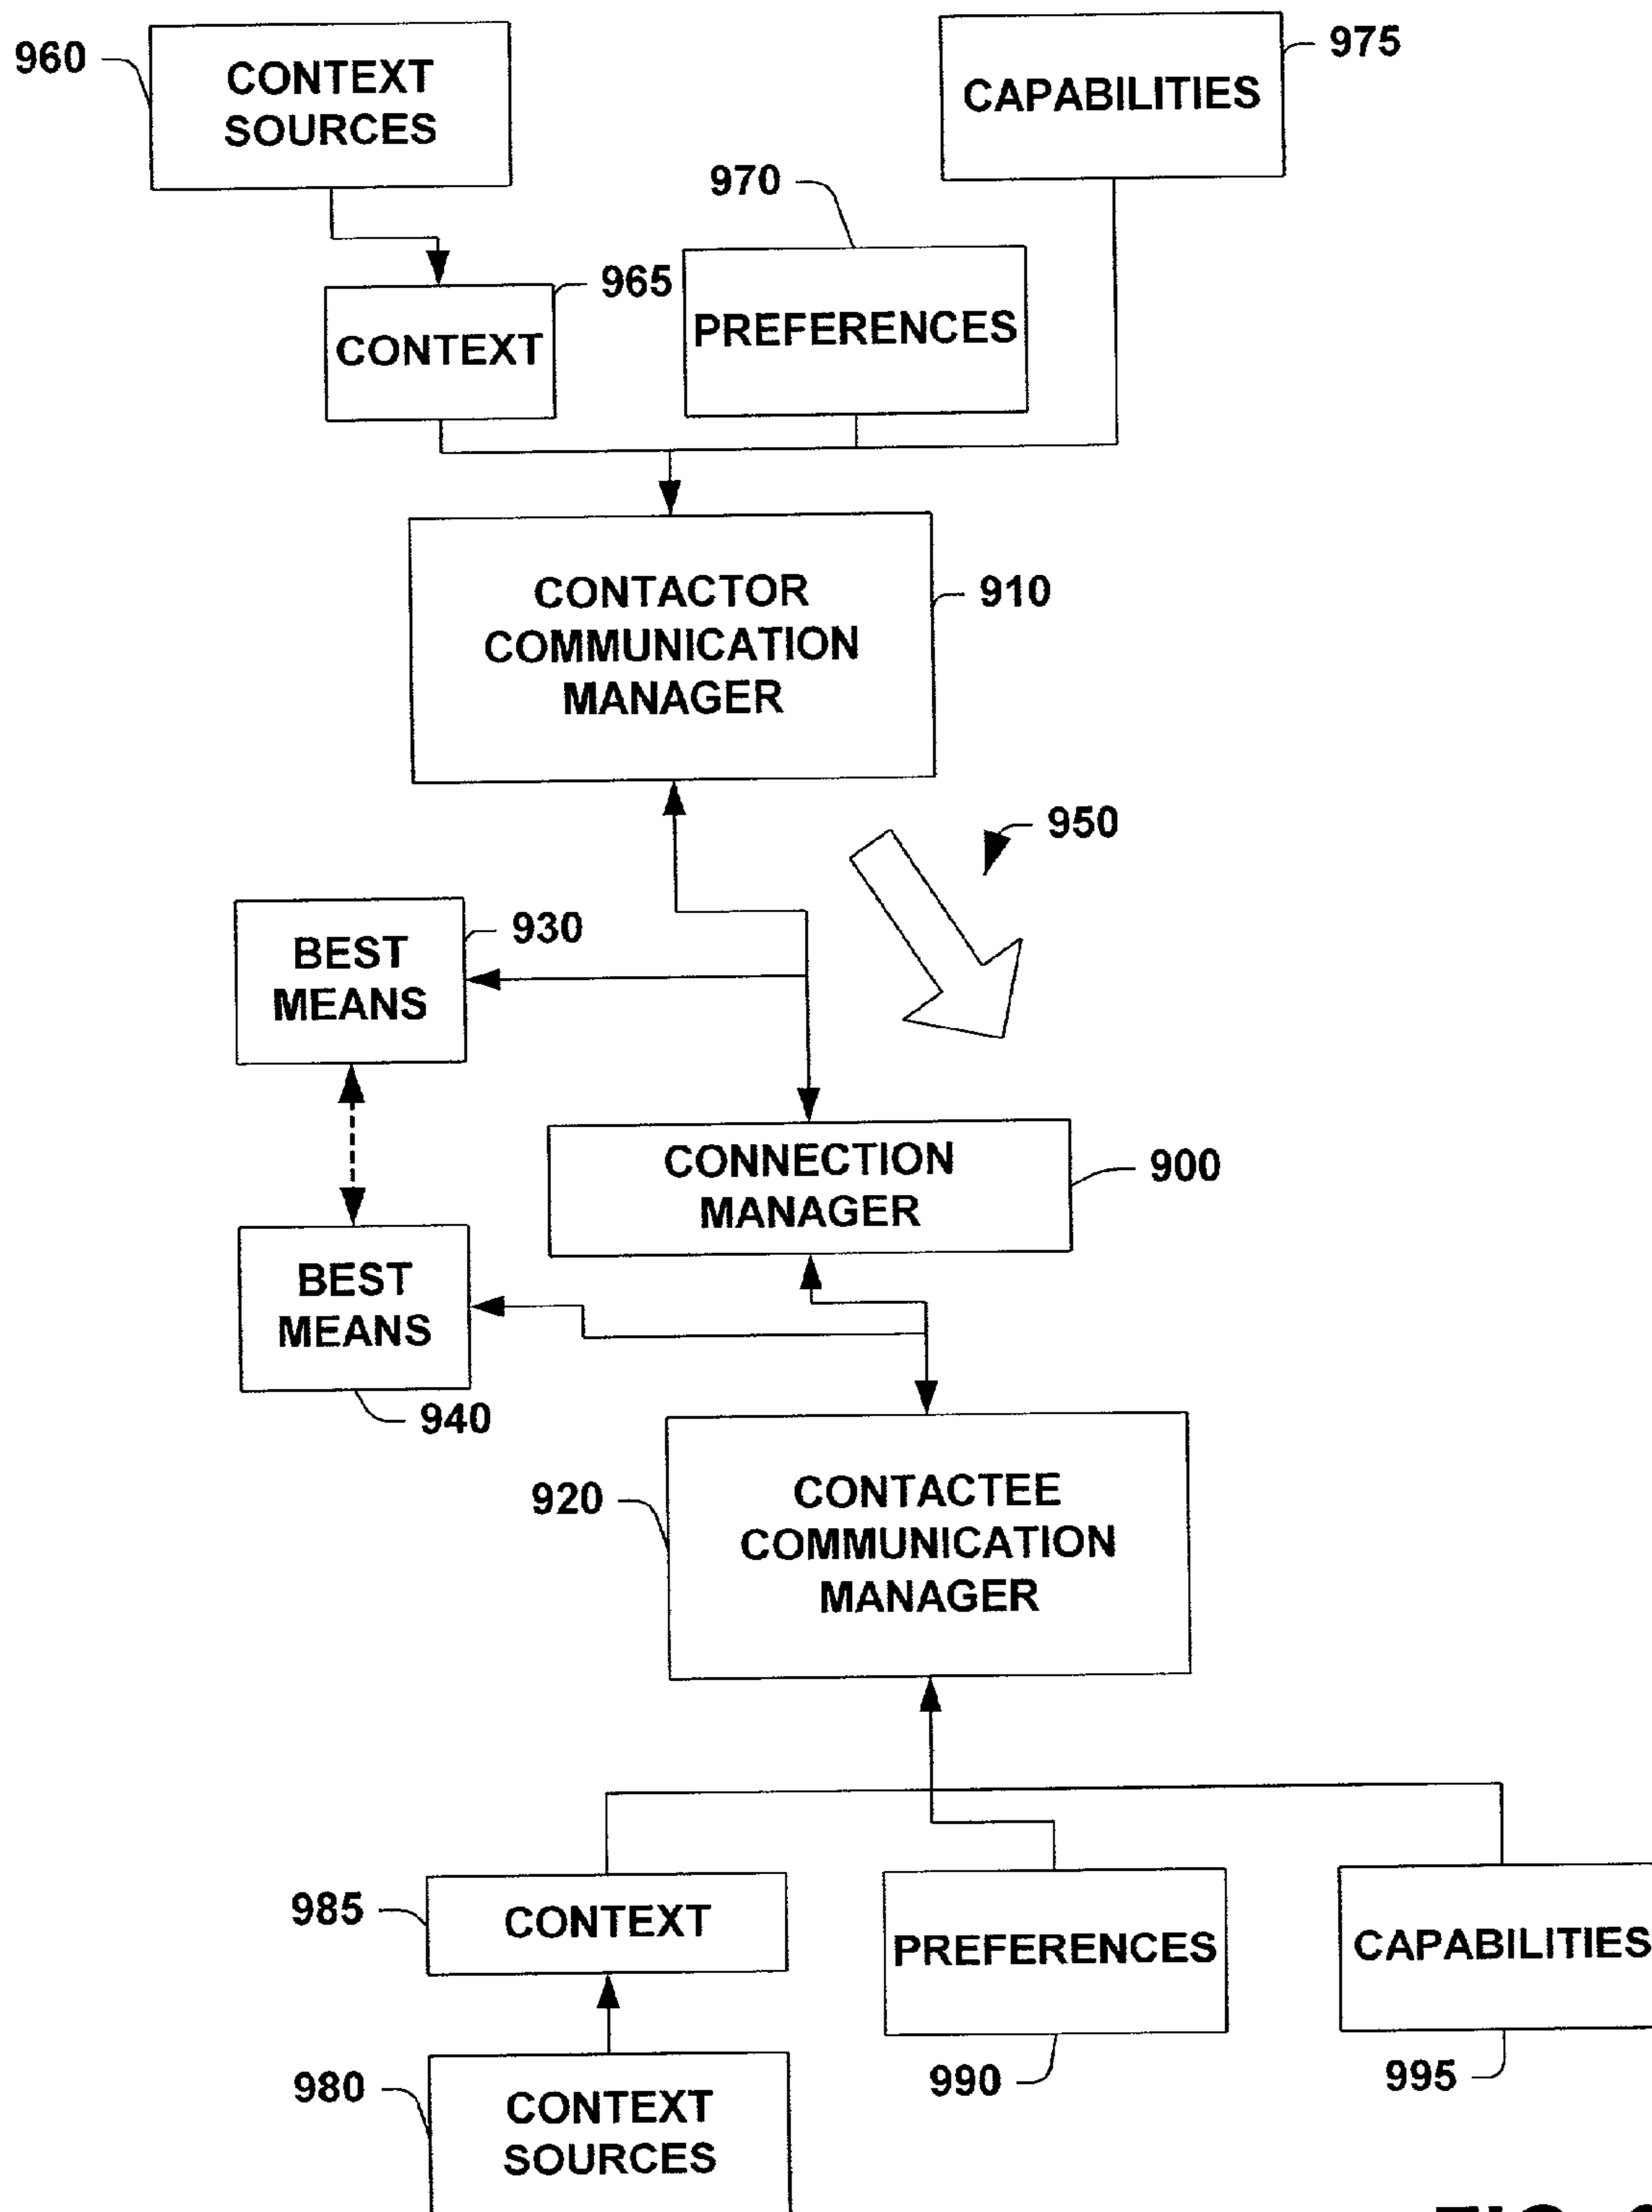 960
CONTEXT
SOURCES
CAPABILITIES
975
970
965
PREFERENCES
CONTEXT
CONTACTOR
COMMUNICATION
MANAGER
910
950
930
BEST
MEANS
CONNECTION
MANAGER
900
BEST
MEANS
940
920
CONTACTEE
COMMUNICATION
MANAGER
985
CONTEXT
PREFERENCES
CAPABILITIES
990
995
980
CONTEXT
SOURCES